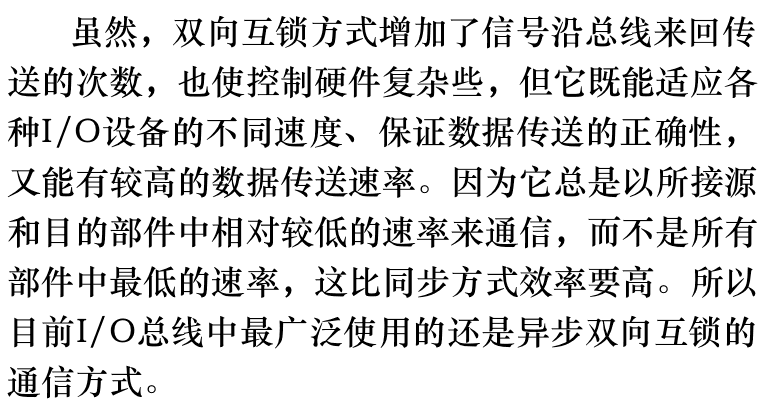 虽然，双向互锁方式增加了信号沿总线来回传
送的次数，也使控制硬件复杂些，但它既能适应各
种I/O设备的不同速度、保证数据传送的正确性，
又能有较高的数据传送速率。因为它总是以所接源
和目的部件中相对较低的速率来通信，而不是所有
部件中最低的速率，这比同步方式效率要高。所以
目前I/O总线中最广泛使用的还是异步双向互锁的
通信方式。